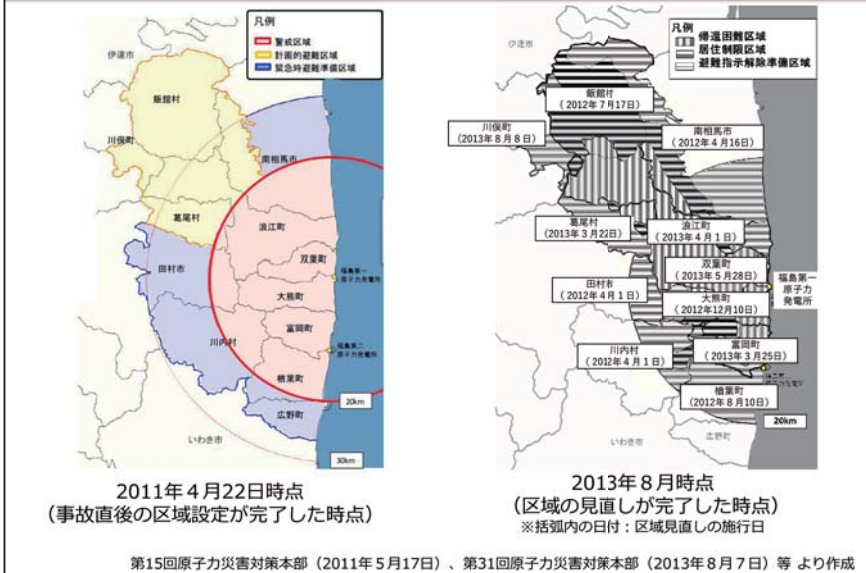 凡例
警戒区域
計画的避難区域
緊急時避難準備区域
伊達市
飯館村
川俣町
南相馬市
葛尾村
浪江町
田村市
双葉町
福島第一
原子力発電所
大熊町
富岡町
川内村
福島第二
原子力発電所
楢葉町
20km
広野町
いわき市
30km
2011年4月22日時点
(事故直後の区域設定が完了した時点)
凡例
帰還困難区域
居住制限区域
避難指示解除準備区域
伊達市
飯館村
(2012年7月17日)
川俣町
(2013年8月8日)
南相馬市
(2012年4月16日)
葛尾村
(2013年3月22日)
浪江町
(2013年4月1日)
双葉町
(2013年5月28日)
福島第一
原子力
発電所
田村市
(2012年4月1日)
大熊町
(2012年12月10日)
富岡町
(2013年3月25日)
川内村
(2012年4月1日)
楢葉町
(2012年8月10日)
20km
いわき市
広野町
2013年8月時点
(区域の見直しが完了した時点)
※括弧内の日付:区域見直しの施行日
第15回原子力災害対策本部(2011年5月17日)、第31回原子力災害対策本部(2013年8月7日)等 より作成